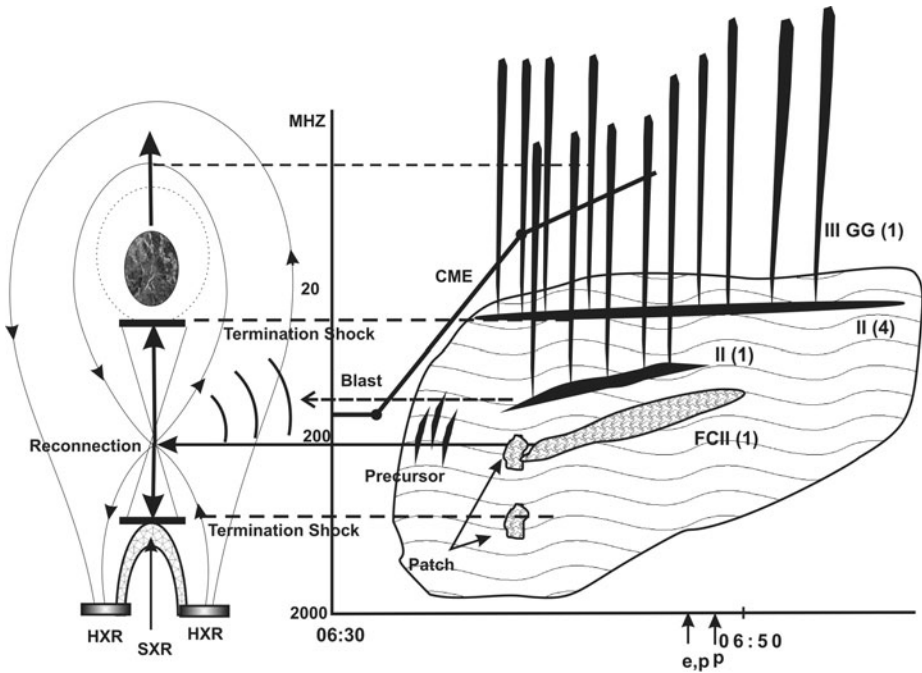 MHZ
III GG (1)
CME
20
Termination Shock
II (4)
II (1)
Blast
Reconnection
200
FCII (1)
Precursor
Termination Shock
Patch
2000
HXR
HXR
SXR
06:30
06:50
e,p
p